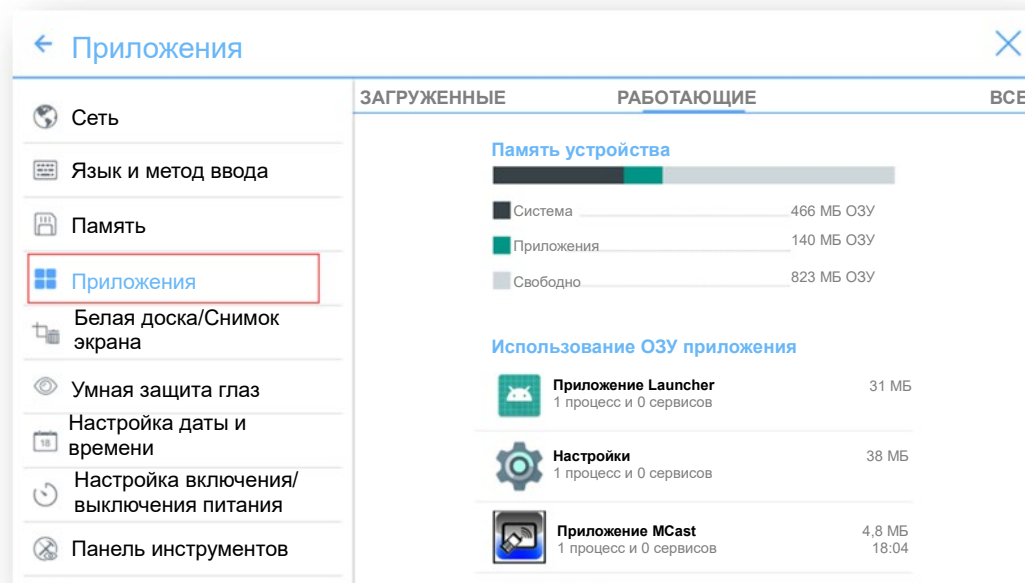 Приложения
Сеть
Язык и метод ввода
Память
Приложения
Белая доска/Снимок
экрана
Умная защита глаз
18
Настройка даты и
времени
Настройка включения/
выключения питания
Панель инструментов
ЗАГРУЖЕННЫЕ РАБОТАЮЩИЕ ВСЕ
Память устройства
Система 466 МБ ОЗУ
Приложения 140 МБ ОЗУ
Свободно 823 МБ ОЗУ
Использование ОЗУ приложения
Приложение Launcher 31 МБ
1 процесс и 0 сервисов
Настройки 38 МБ
1 процесс и 0 сервисов
Приложение MCast 4,8 МБ
1 процесс и 0 сервисов 18:04